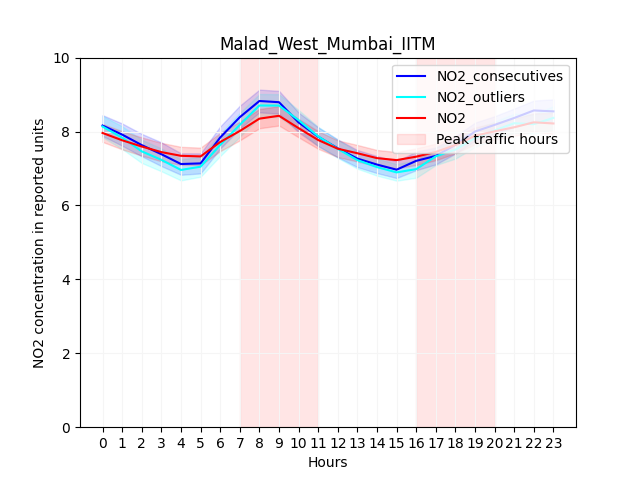 Malad_West_Mumbai_IITM
NO2_consecutives
NO2_outliers
NO2
Peak traffic hours
NO2 concentration in reported units
10
8
6
4
2
0
0 1 2 3 4 5 6 7 8 9 10 11 12 13 14 15 16 17 18 19 20 21 22 23
Hours